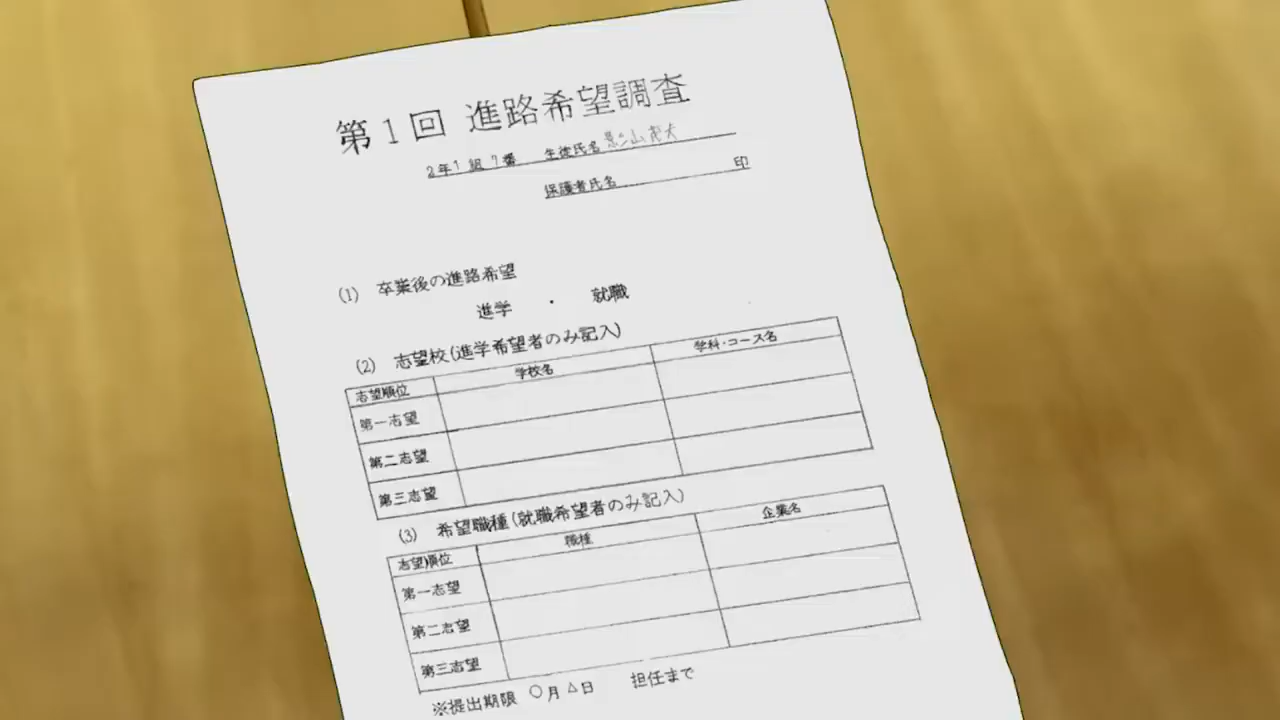 第1回 進路希望調査
2年1組7番 生徒氏名 影山茂夫
保護者氏名 印
(1) 卒業後の進路希望
進学 ・ 就職
(2) 志望校(進学希望者のみ記入)
志望順位 学校名 学科・コース名
第一志望
第二志望
第三志望
(3) 希望職種(就職希望者のみ記入)
志望順位 職種 企業名
第一志望
第二志望
第三志望
※提出期限 ○月△日 担任まで